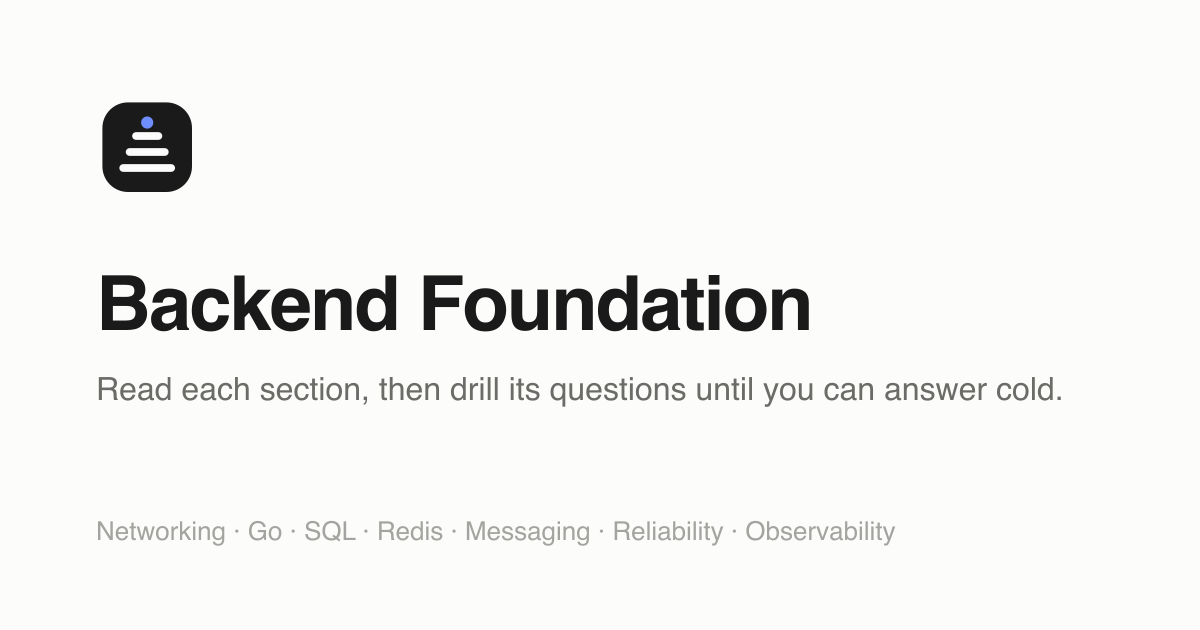 Backend Foundation
Read each section, then drill its questions until you can answer cold.
Networking · Go · SQL · Redis · Messaging · Reliability · Observability